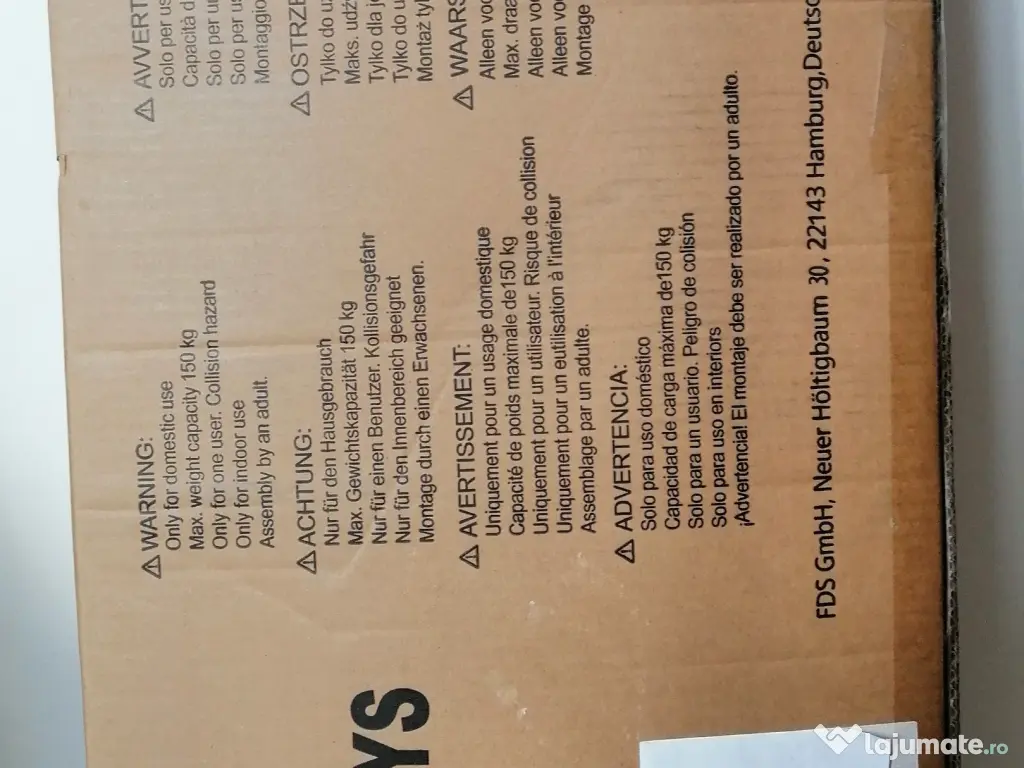 ⚠ WARNING:
Only for domestic use
Max. weight capacity 150 kg
Only for one user. Collision hazard
Only for indoor use
Assembly by an adult.
⚠ ACHTUNG:
Nur für den Hausgebrauch
Max. Gewichtskapazität 150 kg
Nur für einen Benutzer. Kollisionsgefahr
Nur für den Innenbereich geeignet
Montage durch einen Erwachsenen.
⚠ AVERTISSEMENT:
Uniquement pour un usage domestique
Capacité de poids maximale de150 kg
Uniquement pour un utilisateur. Risque de collision
Uniquement pour un eutilisation à l'intérieur
Assemblage par un adulte.
⚠ ADVERTENCIA:
Solo para uso doméstico
Capacidad de carga máxima de150 kg
Solo para un usuario. Peligro de colisión
Solo para uso en interiors
¡Advertencia! El montaje debe ser realizado por un adulto.
⚠ AVVERT
Solo per us
Capacità d
Solo per u
Solo per us
Montaggio
⚠ OSTRZE
Tylko do u
Maks. udź
Tylko dla j
Tylko do u
Montaż tyl
⚠ WAARS
Alleen voo
Max. draa
Alleen voo
Alleen vo
Montage
FDS GmbH, Neuer Höltigbaum 30, 22143 Hamburg,Deutsc
YS
lajumate.ro